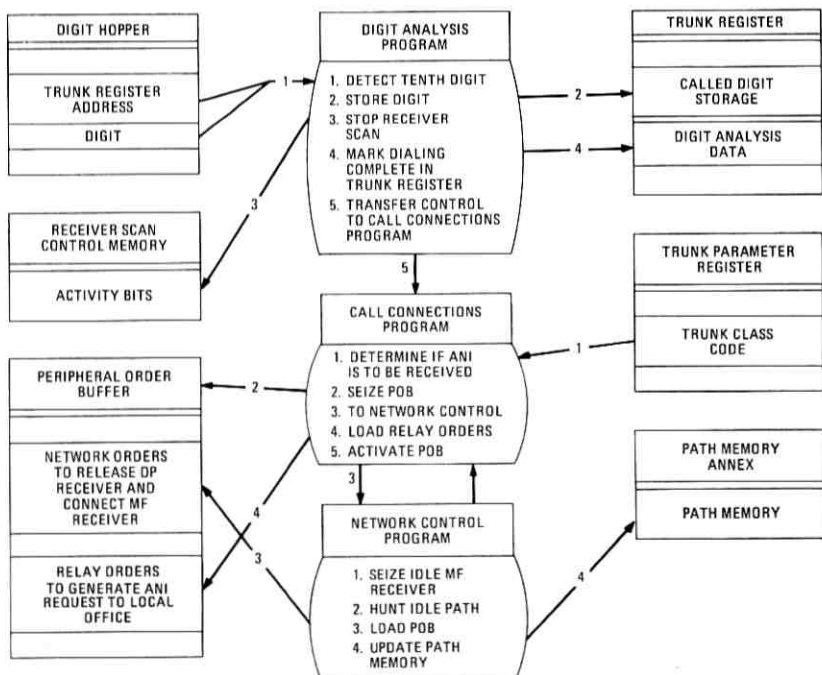 DIGIT HOPPER
TRUNK REGISTER
ADDRESS
DIGIT
1
DIGIT ANALYSIS
PROGRAM
1. DETECT TENTH DIGIT
2. STORE DIGIT
3. STOP RECEIVER
SCAN
4. MARK DIALING
COMPLETE IN
TRUNK REGISTER
5. TRANSFER CONTROL
TO CALL CONNECTIONS
PROGRAM
2
4
TRUNK REGISTER
CALLED DIGIT
STORAGE
DIGIT ANALYSIS
DATA
3
RECEIVER SCAN
CONTROL MEMORY
ACTIVITY BITS
5
CALL CONNECTIONS
PROGRAM
1. DETERMINE IF ANI
IS TO BE RECEIVED
2. SEIZE POB
3. TO NETWORK CONTROL
4. LOAD RELAY ORDERS
5. ACTIVATE POB
1
TRUNK PARAMETER
REGISTER
TRUNK CLASS
CODE
2
PERIPHERAL ORDER
BUFFER
NETWORK ORDERS
TO RELEASE DP
RECEIVER AND
CONNECT MF
RECEIVER
RELAY ORDERS
TO GENERATE ANI
REQUEST TO LOCAL
OFFICE
4
3
3
NETWORK CONTROL
PROGRAM
1. SEIZE IDLE MF
RECEIVER
2. HUNT IDLE PATH
3. LOAD POB
4. UPDATE PATH
MEMORY
4
PATH MEMORY
ANNEX
PATH MEMORY